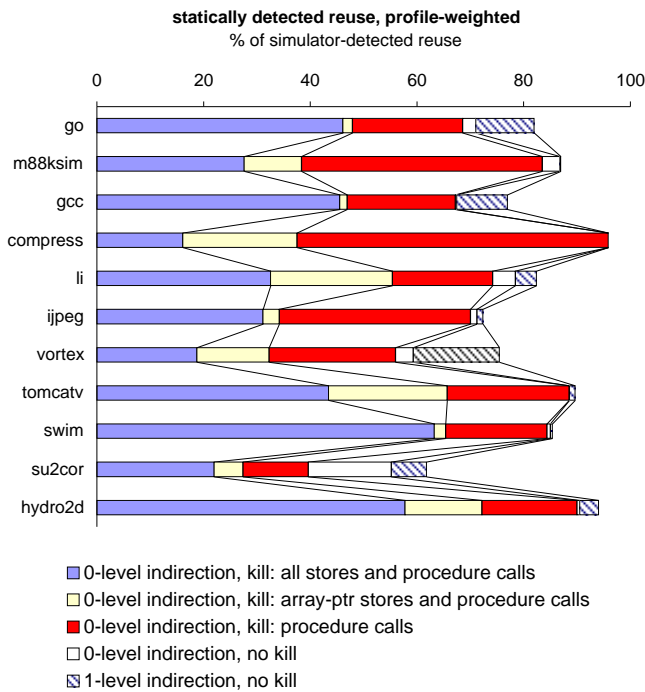 statically detected reuse, profile-weighted
% of simulator-detected reuse
0 20 40 60 80 100
go
m88ksim
gcc
compress
li
ijpeg
vortex
tomcatv
swim
su2cor
hydro2d
0-level indirection, kill: all stores and procedure calls
0-level indirection, kill: array-ptr stores and procedure calls
0-level indirection, kill: procedure calls
0-level indirection, no kill
1-level indirection, no kill